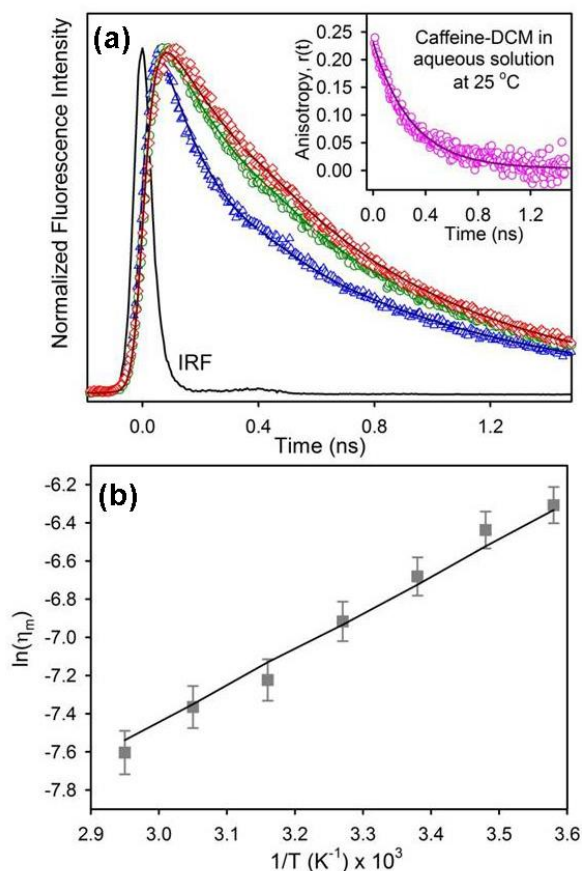 (a)
Normalized Fluorescence Intensity
IRF
0.0 0.4 0.8 1.2
Time (ns)
Caffeine-DCM in
aqueous solution
at 25 °C
Anisotropy, r(t)
0.25
0.20
0.15
0.10
0.05
0.00
0.0 0.4 0.8 1.2
Time (ns)
(b)
ln(ηm)
-6.2
-6.4
-6.6
-6.8
-7.0
-7.2
-7.4
-7.6
-7.8
2.9 3.0 3.1 3.2 3.3 3.4 3.5 3.6
1/T (K⁻¹) x 10³